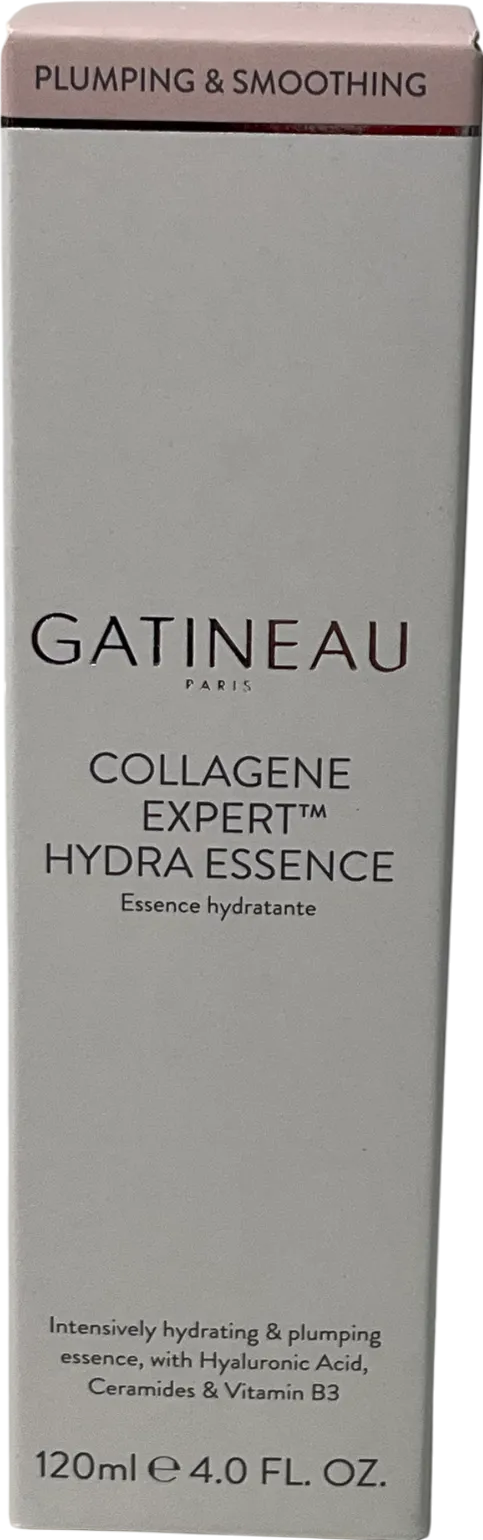 PLUMPING & SMOOTHING
GATINEAU
PARIS
COLLAGENE
EXPERT™
HYDRA ESSENCE
Essence hydratante
Intensively hydrating & plumping
essence, with Hyaluronic Acid,
Ceramides & Vitamin B3
120ml ℮ 4.0 FL. OZ.